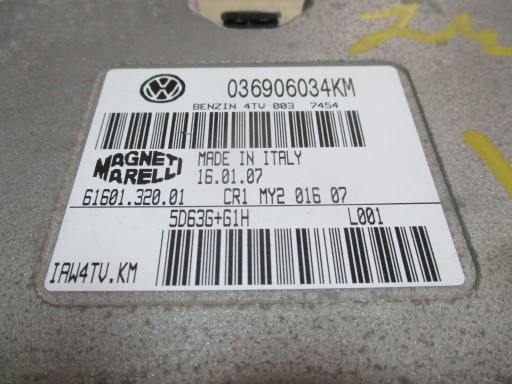 036906034KM
BENZIN 4TV 003 7454
MAGNETI MARELLI
MADE IN ITALY
16.01.07
61601.320.01 CR1 MY2 016 07
5D63G+G1H L001
IAW4TV.KM